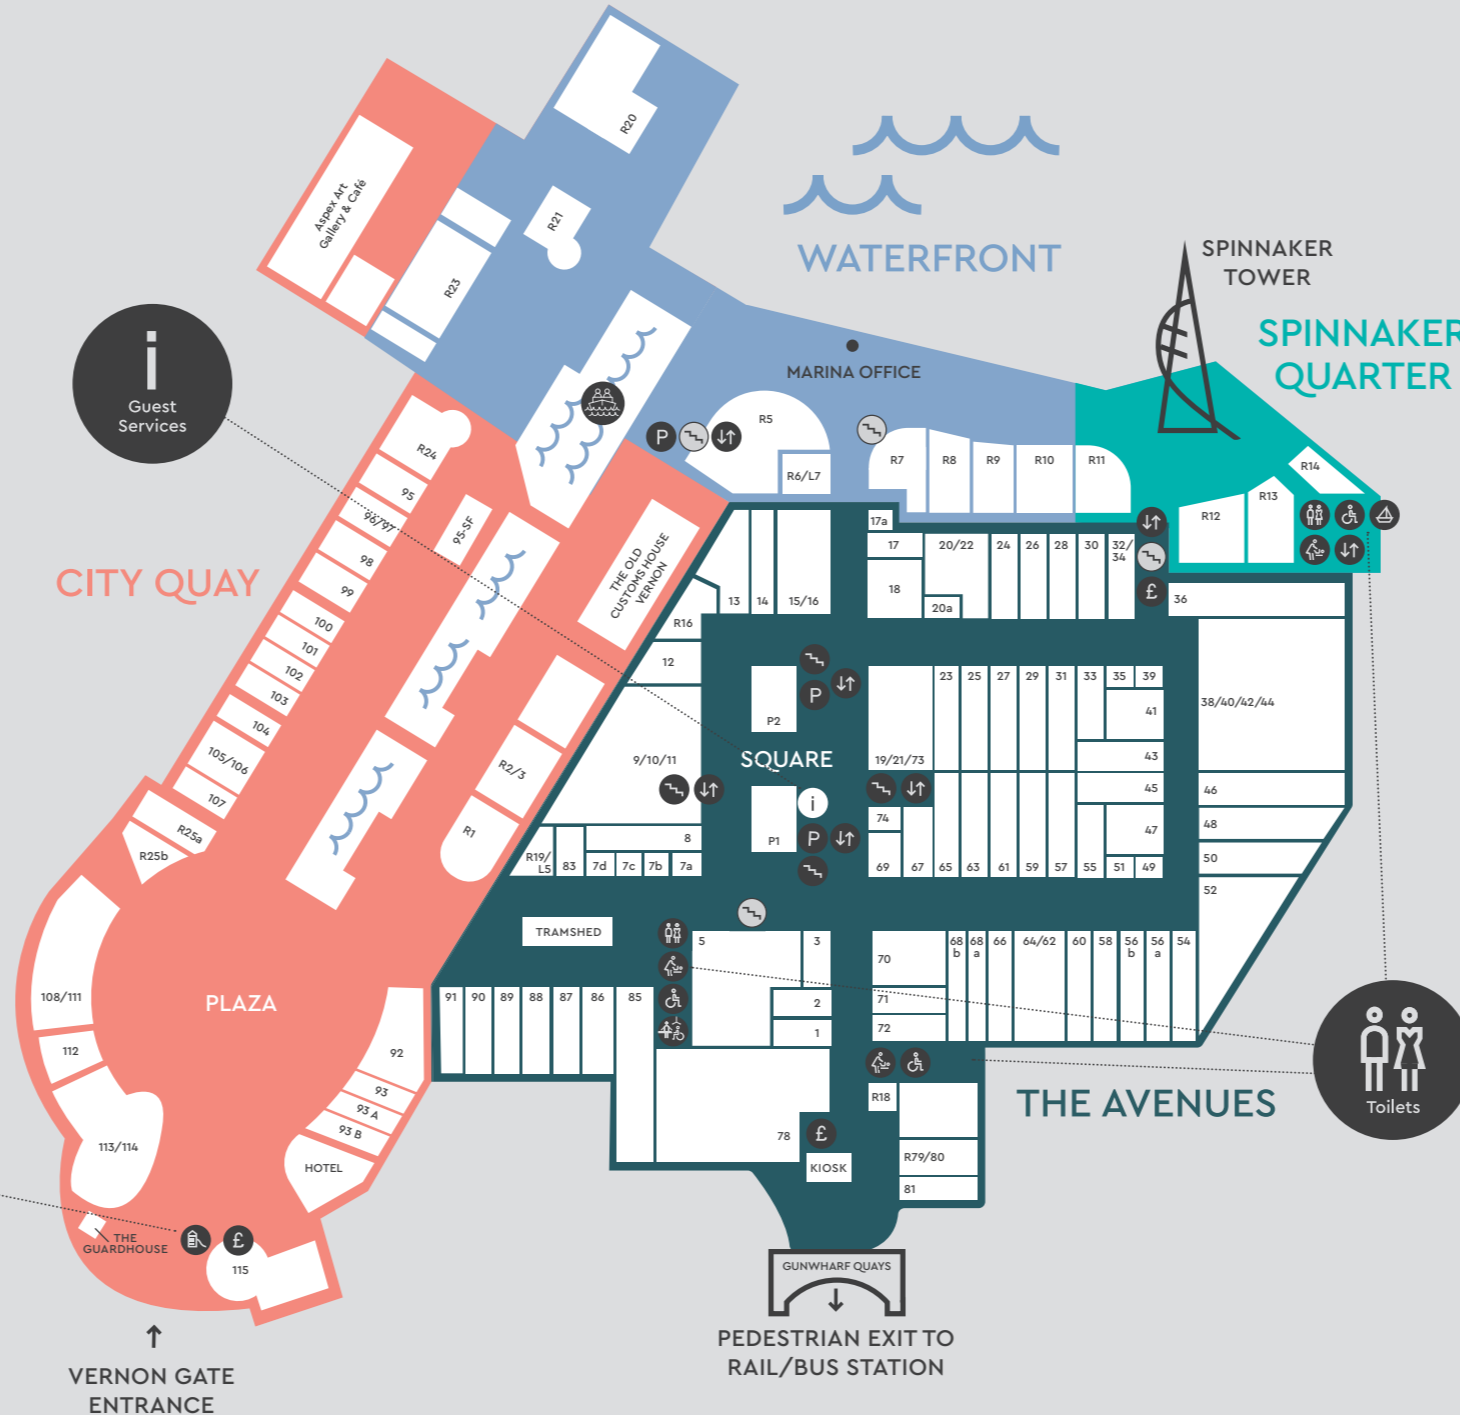 R20
Aspex Art
Gallery & Café
R21
R23
WATERFRONT
SPINNAKER
TOWER
SPINNAKER
QUARTER
i
Guest
Services
MARINA OFFICE
R24
95
96/97
98
99
100
101
102
103
104
105/106
107
R25a
R25b
95-SF
CITY QUAY
THE OLD
CUSTOMS HOUSE
VERNON
P
R5
R6/L7
R7
R8
R9
R10
R11
R12
R13
R14
17a
17
18
20/22
20a
24
26
28
30
32/
34
£
36
13
14
15/16
R16
12
9/10/11
P2
P
SQUARE
i
P1
P
19/21/73
23
25
27
29
31
33
35
39
41
43
45
47
38/40/42/44
46
48
50
52
R2/3
R1
R19/
L5
83
8
7d
7c
7b
7a
74
69
67
65
63
61
59
57
55
51
49
TRAMSHED
5
3
2
1
70
71
72
68
b
68
a
66
64/62
60
58
56
b
56
a
54
91
90
89
88
87
86
85
PLAZA
108/111
112
113/114
92
93
93 A
93 B
HOTEL
THE
GUARDHOUSE
£
115
78
£
KIOSK
R18
R79/80
81
THE AVENUES
Toilets
GUNWHARF QUAYS
PEDESTRIAN EXIT TO
RAIL/BUS STATION
VERNON GATE
ENTRANCE